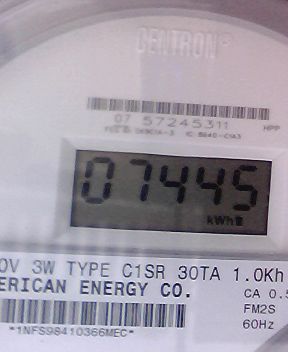 CENTRON®
07 57245311
HPP
07445
kWh
0V 3W TYPE C1SR 30TA 1.0Kh
ERICAN ENERGY CO.
CA 0.5
FM2S
60Hz
*1NFS98410366MEC*